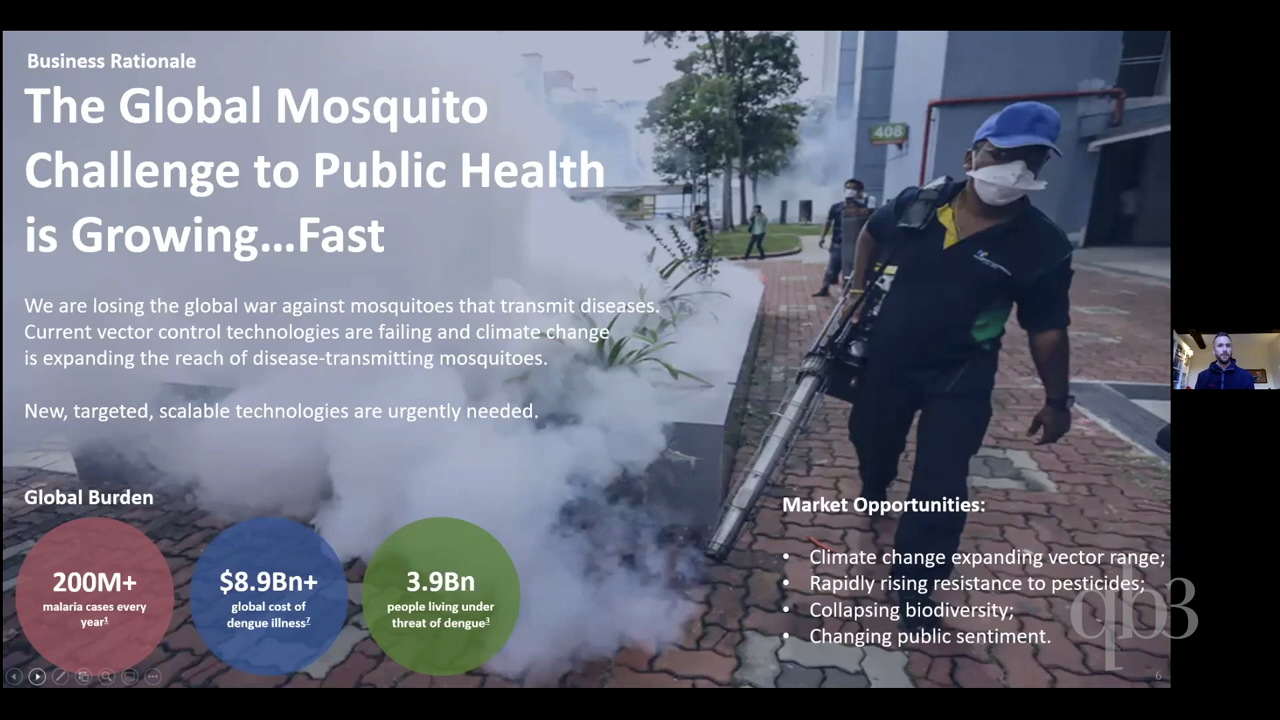 Business Rationale
The Global Mosquito
Challenge to Public Health
is Growing...Fast
We are losing the global war against mosquitoes that transmit diseases.
Current vector control technologies are failing and climate change
is expanding the reach of disease-transmitting mosquitoes.
New, targeted, scalable technologies are urgently needed.
408
Global Burden
200M+
malaria cases every
year1
$8.9Bn+
global cost of
dengue illness7
3.9Bn
people living under
threat of dengue3
Market Opportunities:
• Climate change expanding vector range;
• Rapidly rising resistance to pesticides;
• Collapsing biodiversity;
• Changing public sentiment.
qb3
6